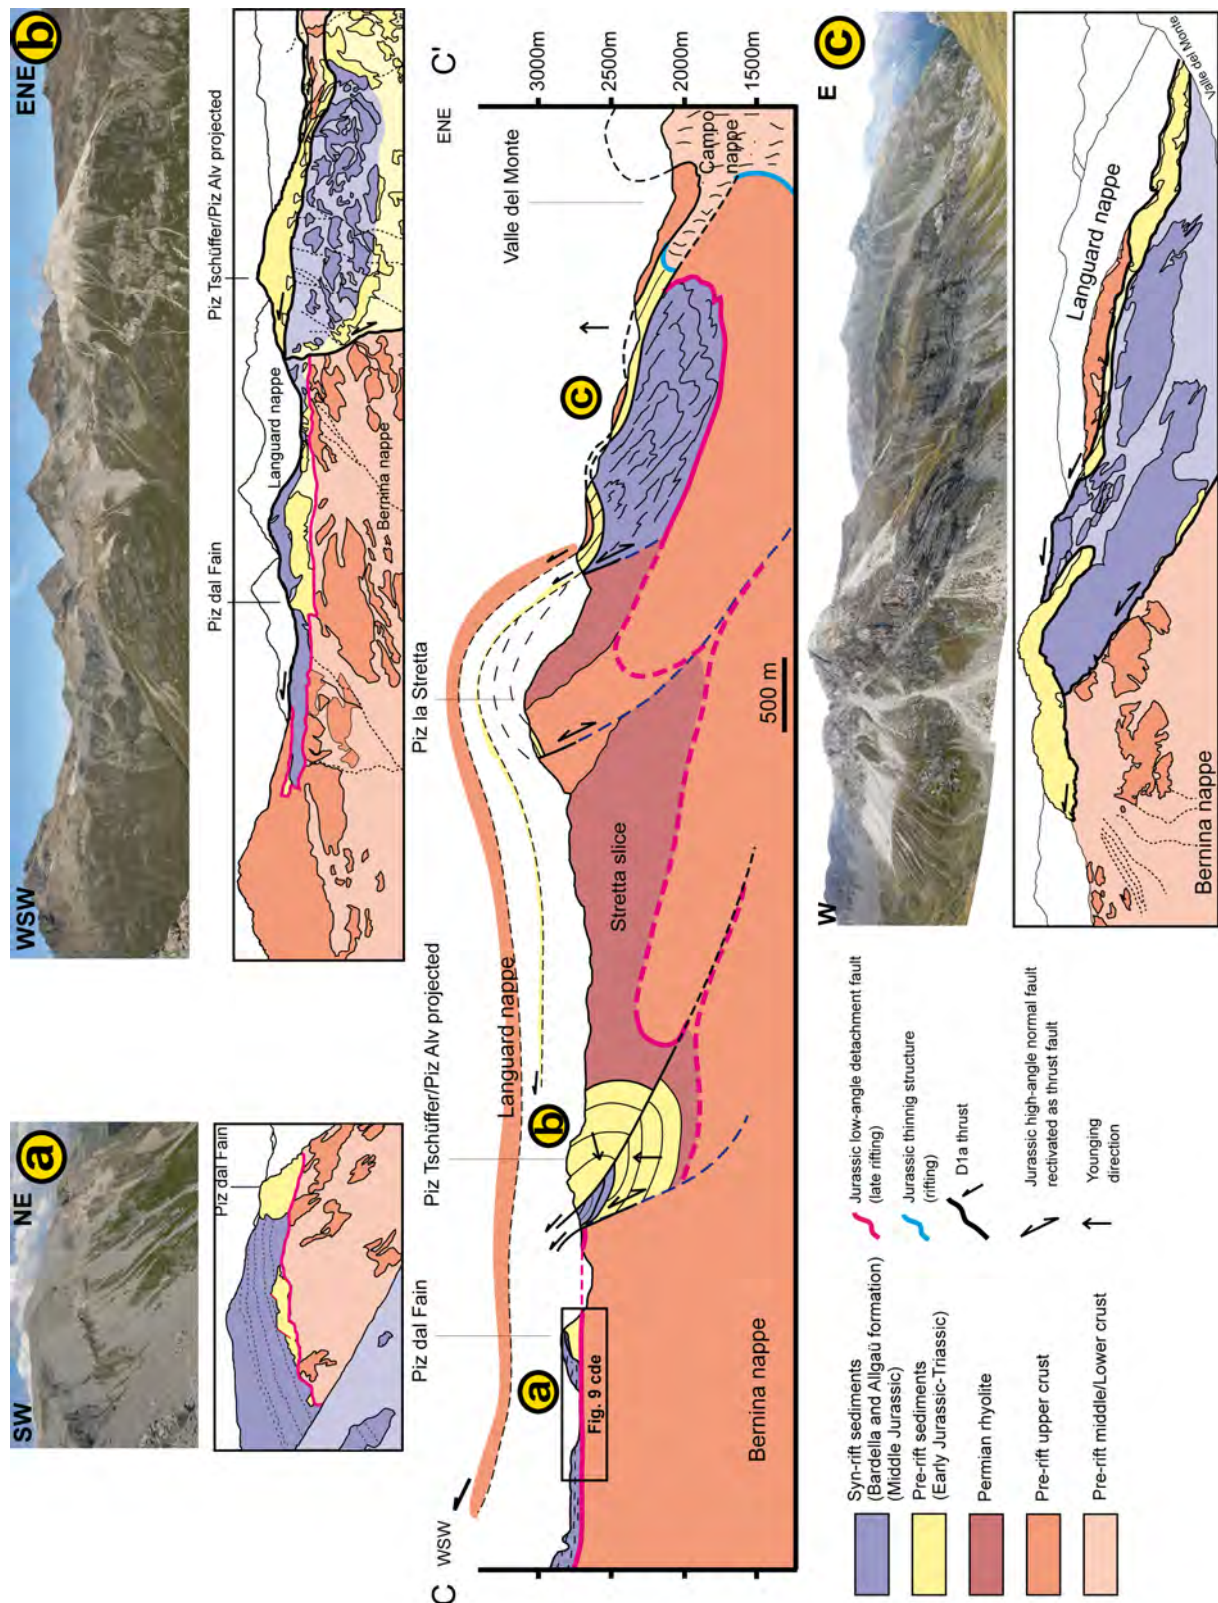 a
SW
NE
Piz dal Fain
b
WSW
ENE
Piz dal Fain
Piz Tschüffer/Piz Alv projected
Languard nappe
Bernina nappe
C
WSW
Piz dal Fain
Piz Tschüffer/Piz Alv projected
Piz la Stretta
Valle del Monte
ENE
C'
3000m
2500m
2000m
1500m
Languard nappe
a
b
c
Fig. 9 cde
Stretta slice
Campo
nappe
Bernina nappe
500 m
Syn-rift sediments
(Bardella and Allgaü formation)
(Middle Jurassic)
Pre-rift sediments
(Early Jurassic-Triassic)
Permian rhyolite
Pre-rift upper crust
Pre-rift middle/Lower crust
Jurassic low-angle detachment fault
(late rifting)
Jurassic thinnig structure
(rifting)
D1a thrust
Jurassic high-angle normal fault
rectivated as thrust fault
Younging
direction
c
W
E
Languard nappe
Valle del Monte
Bernina nappe